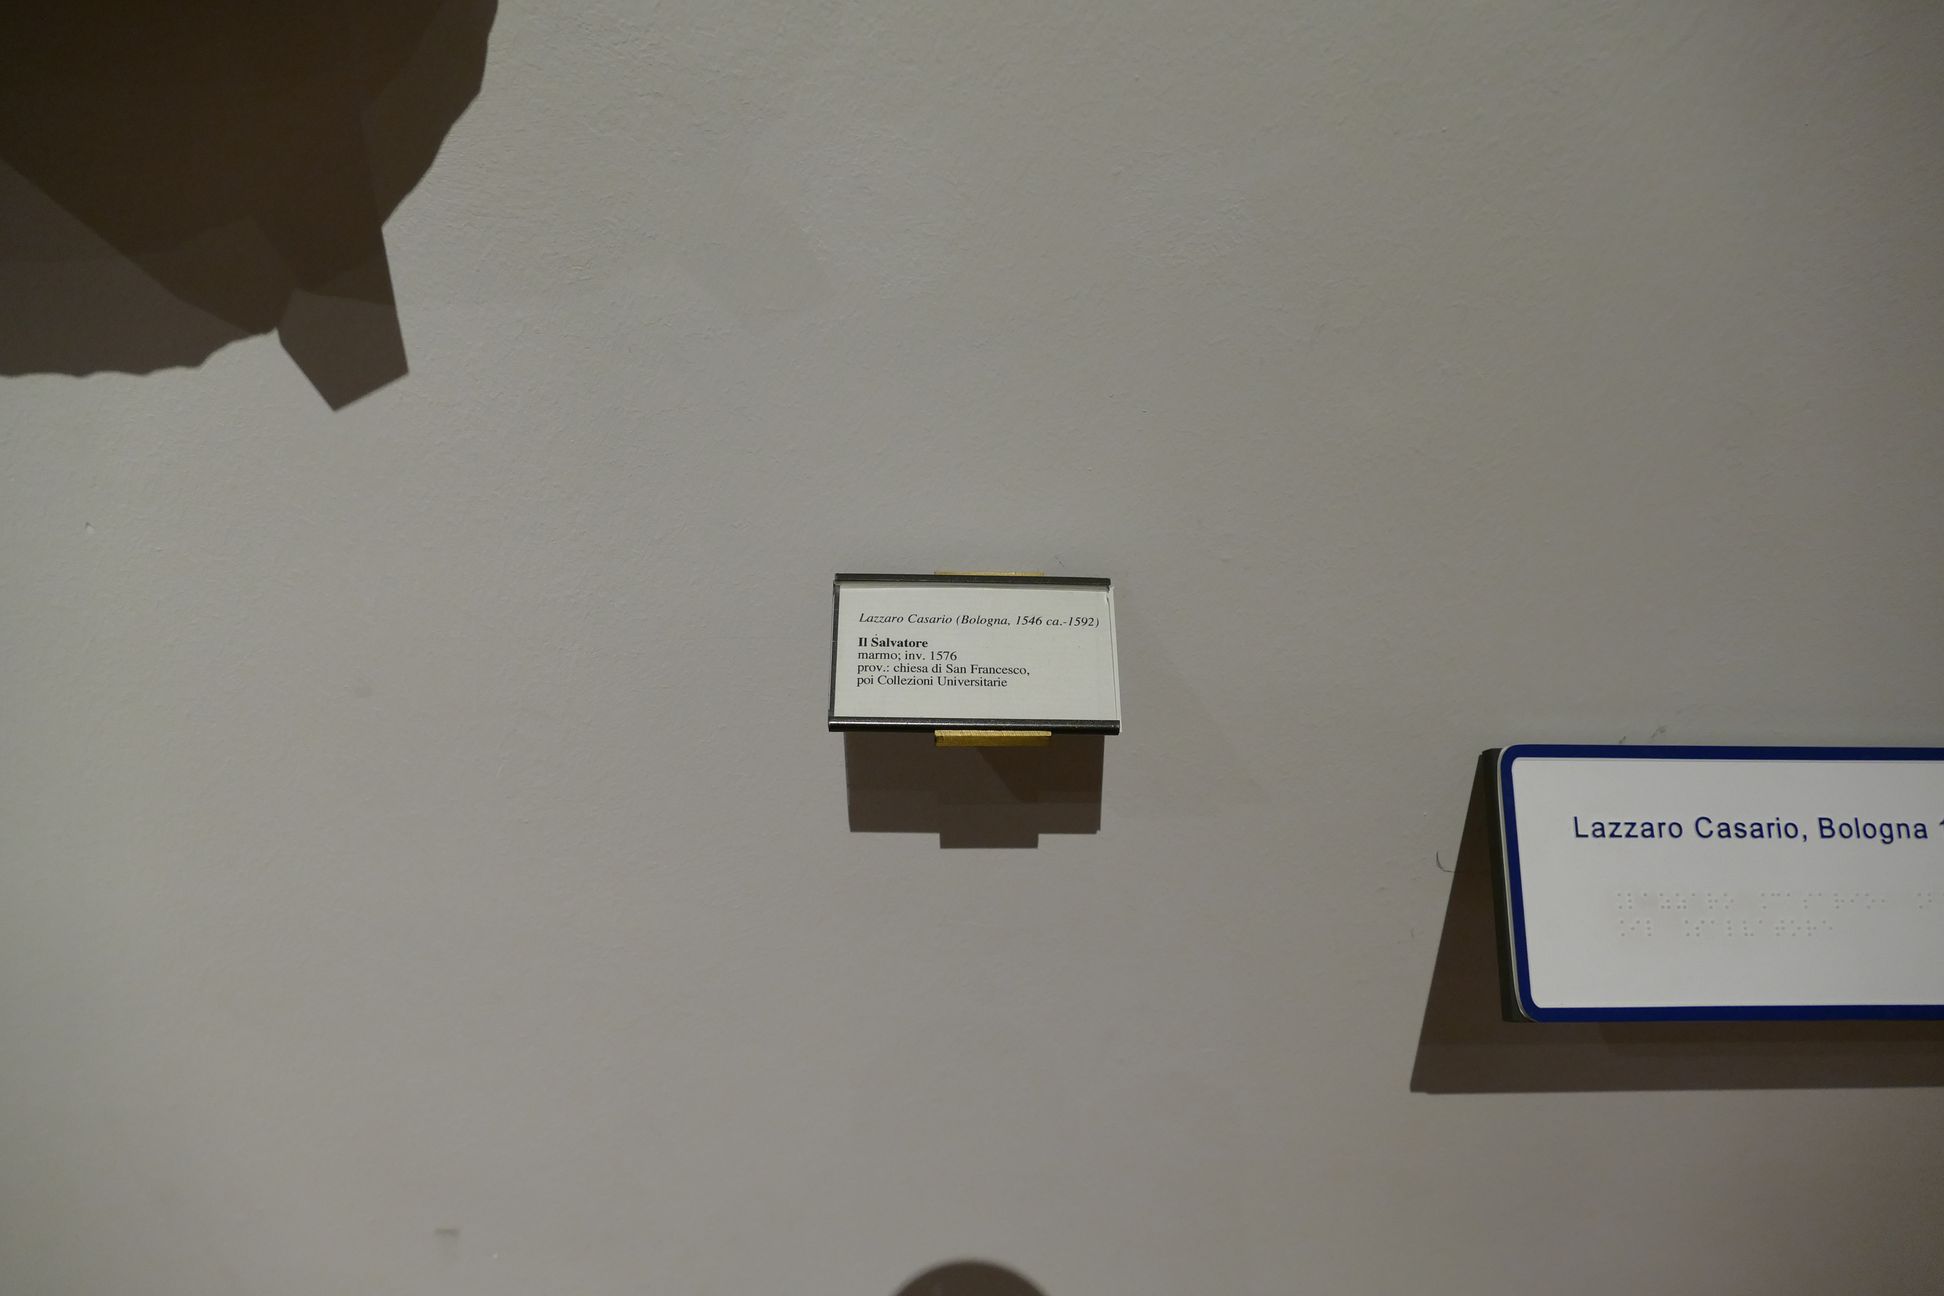 Lazzaro Casario (Bologna, 1546 ca.-1592)
Il Salvatore
marmo; inv. 1576
prov.: chiesa di San Francesco,
poi Collezioni Universitarie
Lazzaro Casario, Bologna